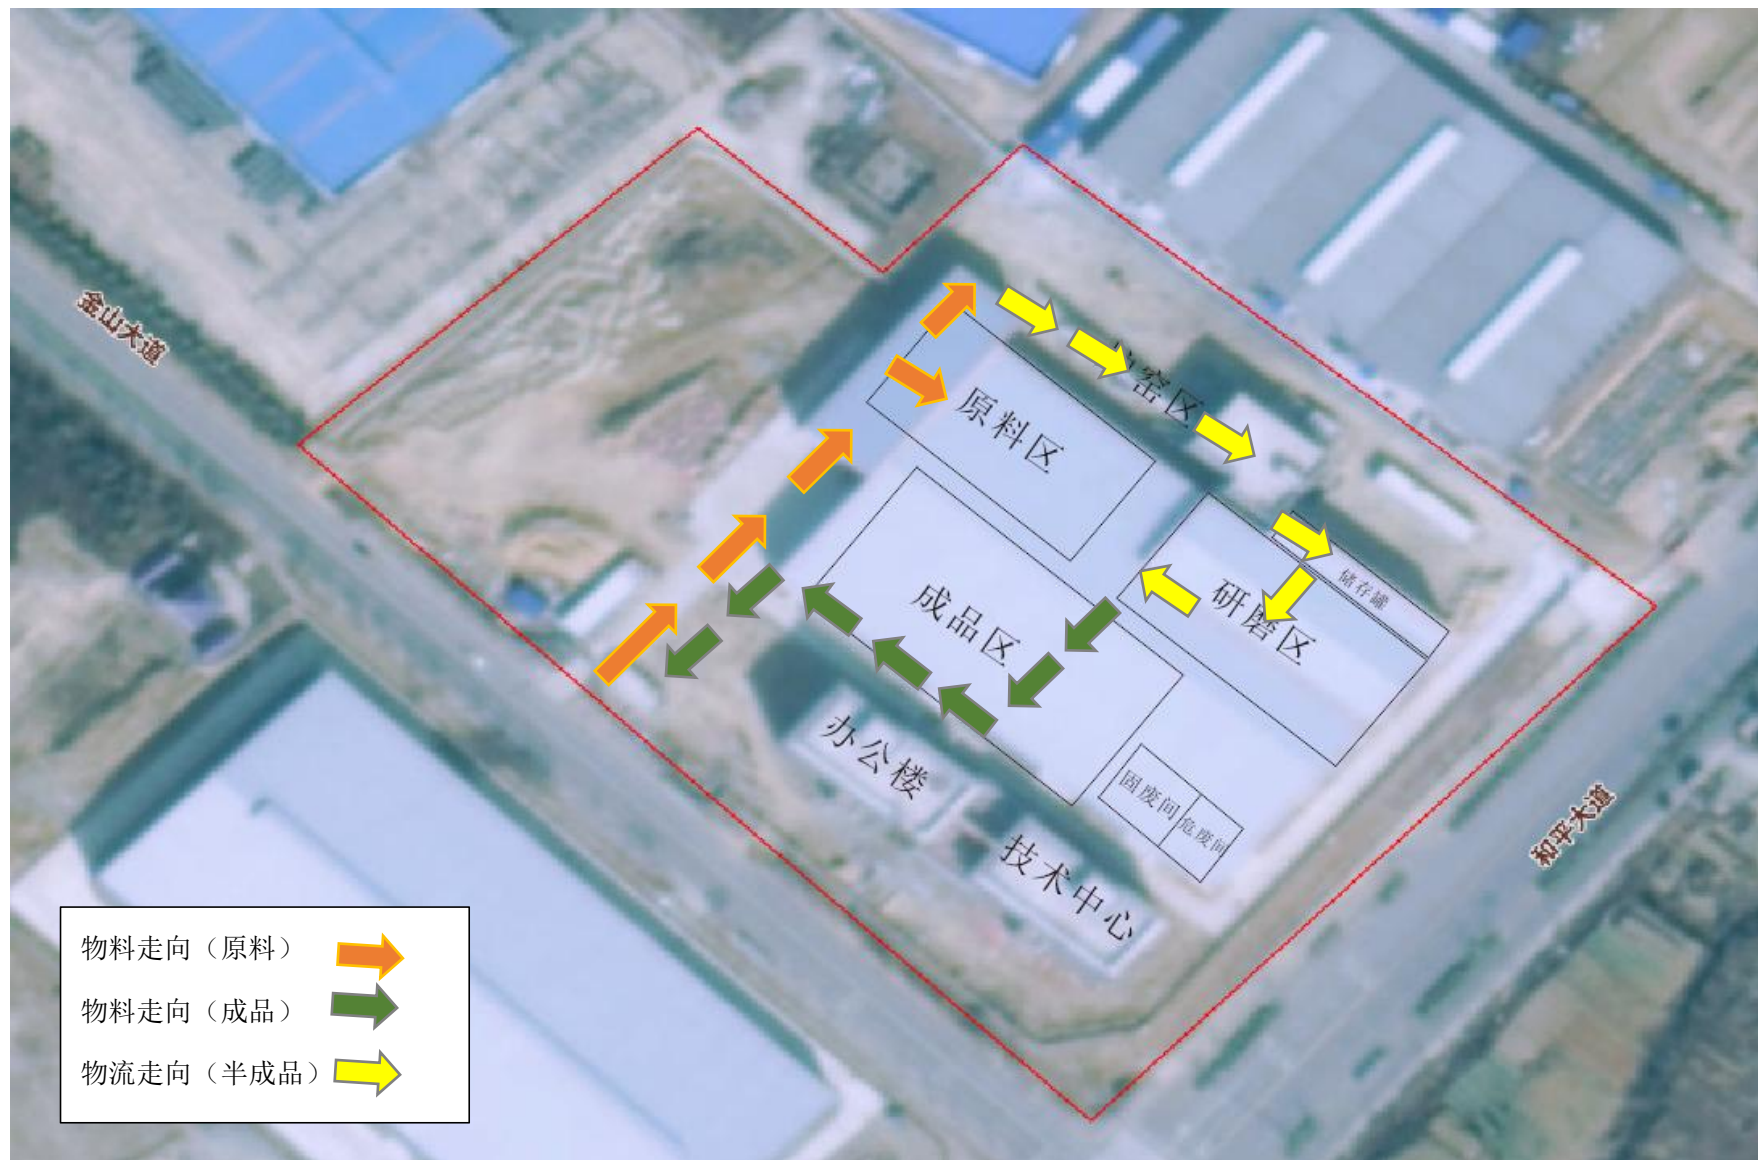 金山大道
窑区
原料区
储存罐
研磨区
成品区
办公楼
固废间
危废间
技术中心
和平大道
物料走向（原料）
物料走向（成品）
物流走向（半成品）